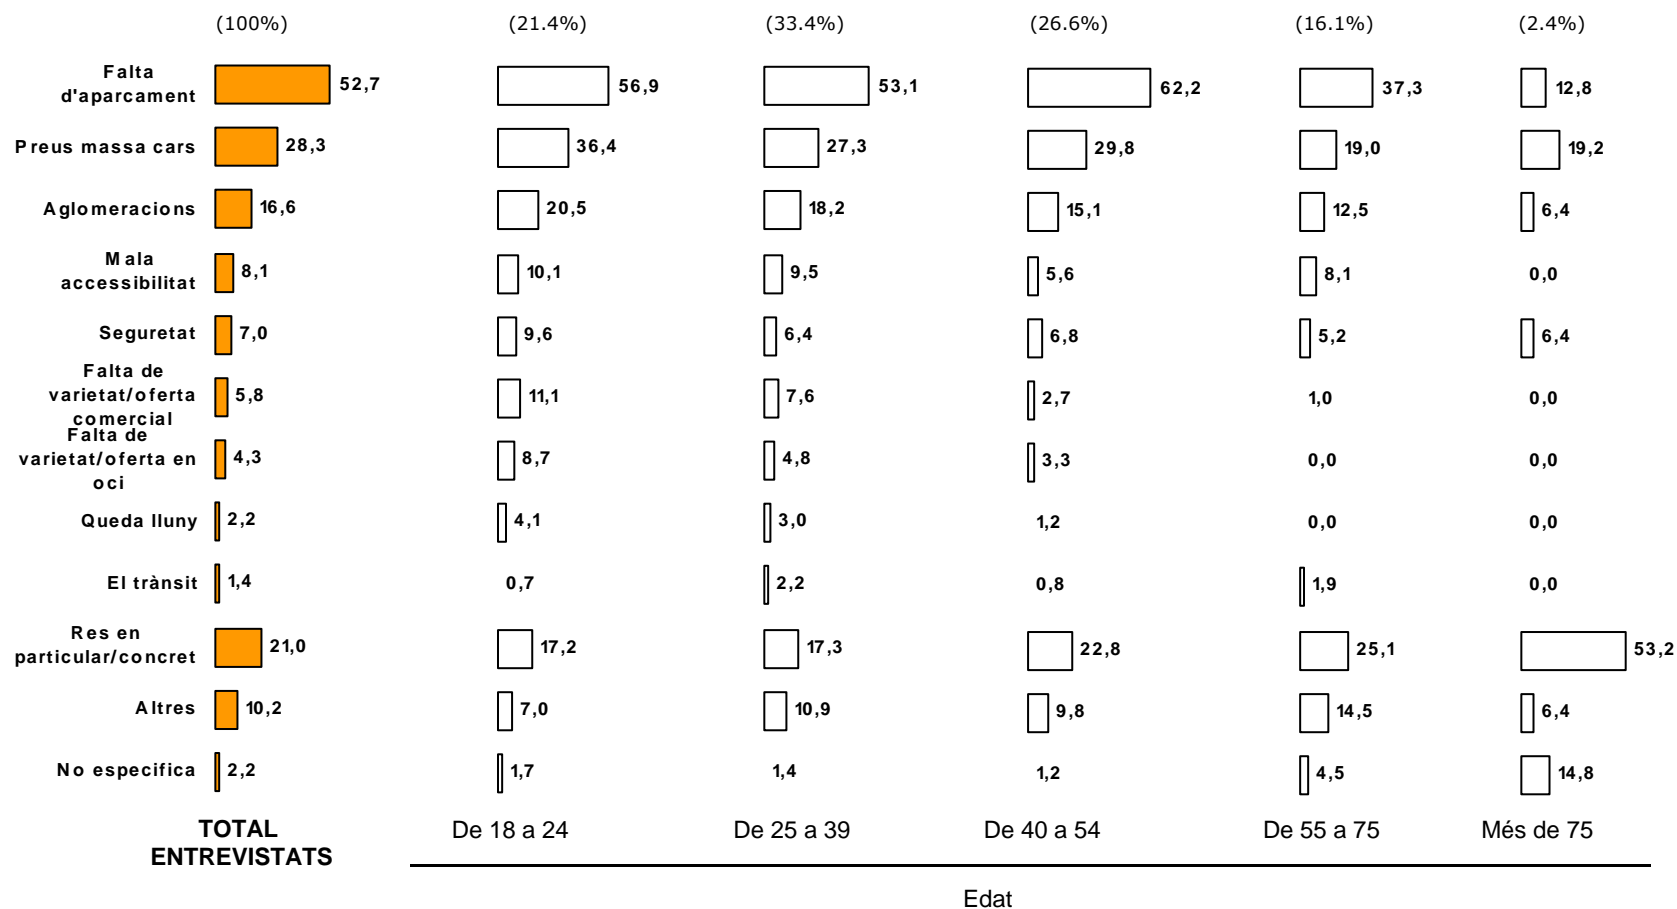 (100%) (21.4%) (33.4%) (26.6%) (16.1%) (2.4%)
Falta
d'aparcament 52,7 56,9 53,1 62,2 37,3 12,8
Preus massa cars 28,3 36,4 27,3 29,8 19,0 19,2
Aglomeracions 16,6 20,5 18,2 15,1 12,5 6,4
Mala
accessibilitat 8,1 10,1 9,5 5,6 8,1 0,0
Seguretat 7,0 9,6 6,4 6,8 5,2 6,4
Falta de
varietat/oferta 5,8 11,1 7,6 2,7 1,0 0,0
comercial
Falta de
varietat/oferta en 4,3 8,7 4,8 3,3 0,0 0,0
oci
Queda lluny 2,2 4,1 3,0 1,2 0,0 0,0
El trànsit 1,4 0,7 2,2 0,8 1,9 0,0
Res en
particular/concret 21,0 17,2 17,3 22,8 25,1 53,2
Altres 10,2 7,0 10,9 9,8 14,5 6,4
No especifica 2,2 1,7 1,4 1,2 4,5 14,8
TOTAL De 18 a 24 De 25 a 39 De 40 a 54 De 55 a 75 Més de 75
ENTREVISTATS
Edat